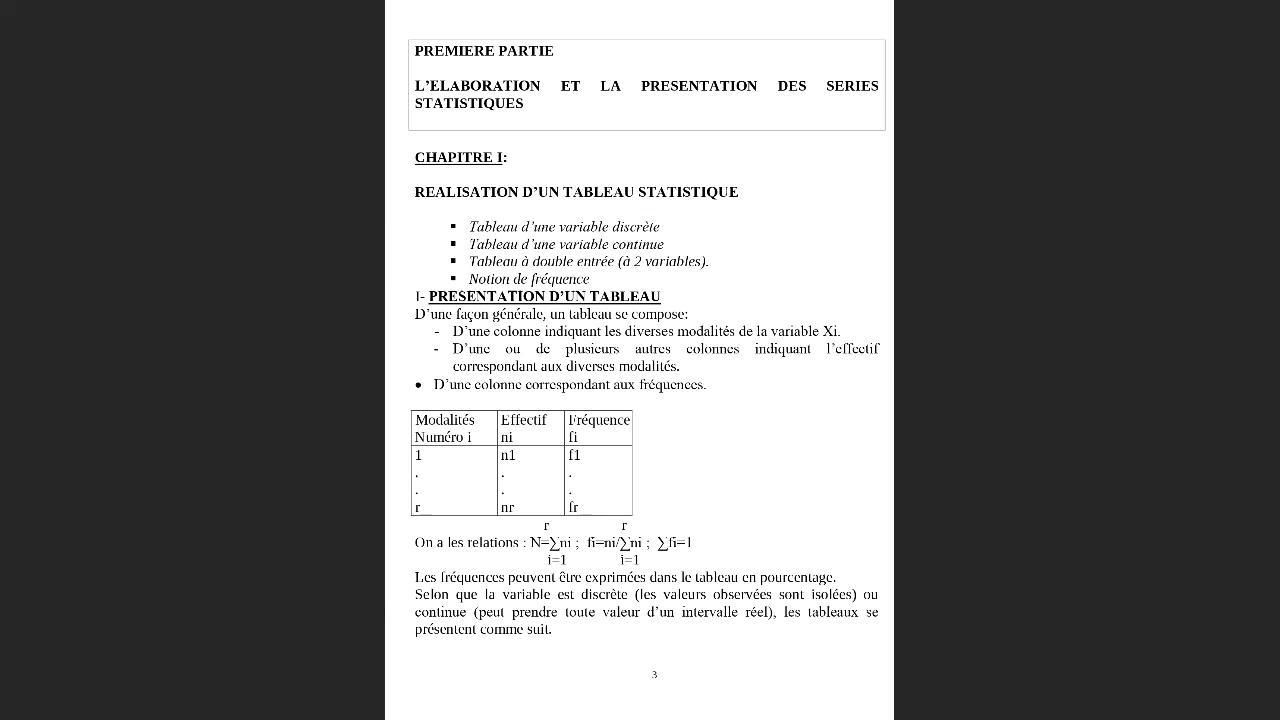 PREMIERE PARTIE
L’ELABORATION ET LA PRESENTATION DES SERIES
STATISTIQUES
CHAPITRE I:
REALISATION D’UN TABLEAU STATISTIQUE
▪ Tableau d’une variable discrète
▪ Tableau d’une variable continue
▪ Tableau à double entrée (à 2 variables).
▪ Notion de fréquence
I- PRESENTATION D’UN TABLEAU
D’une façon générale, un tableau se compose:
- D’une colonne indiquant les diverses modalités de la variable Xi.
- D’une ou de plusieurs autres colonnes indiquant l’effectif
correspondant aux diverses modalités.
• D’une colonne correspondant aux fréquences.
Modalités Effectif Fréquence
Numéro i ni fi
1 n1 f1
. . .
. . .
r nr fr
r r
On a les relations : N=∑ni ; fi=ni/∑ni ; ∑fi=1
i=1 i=1
Les fréquences peuvent être exprimées dans le tableau en pourcentage.
Selon que la variable est discrète (les valeurs observées sont isolées) ou
continue (peut prendre toute valeur d’un intervalle réel), les tableaux se
présentent comme suit.
3